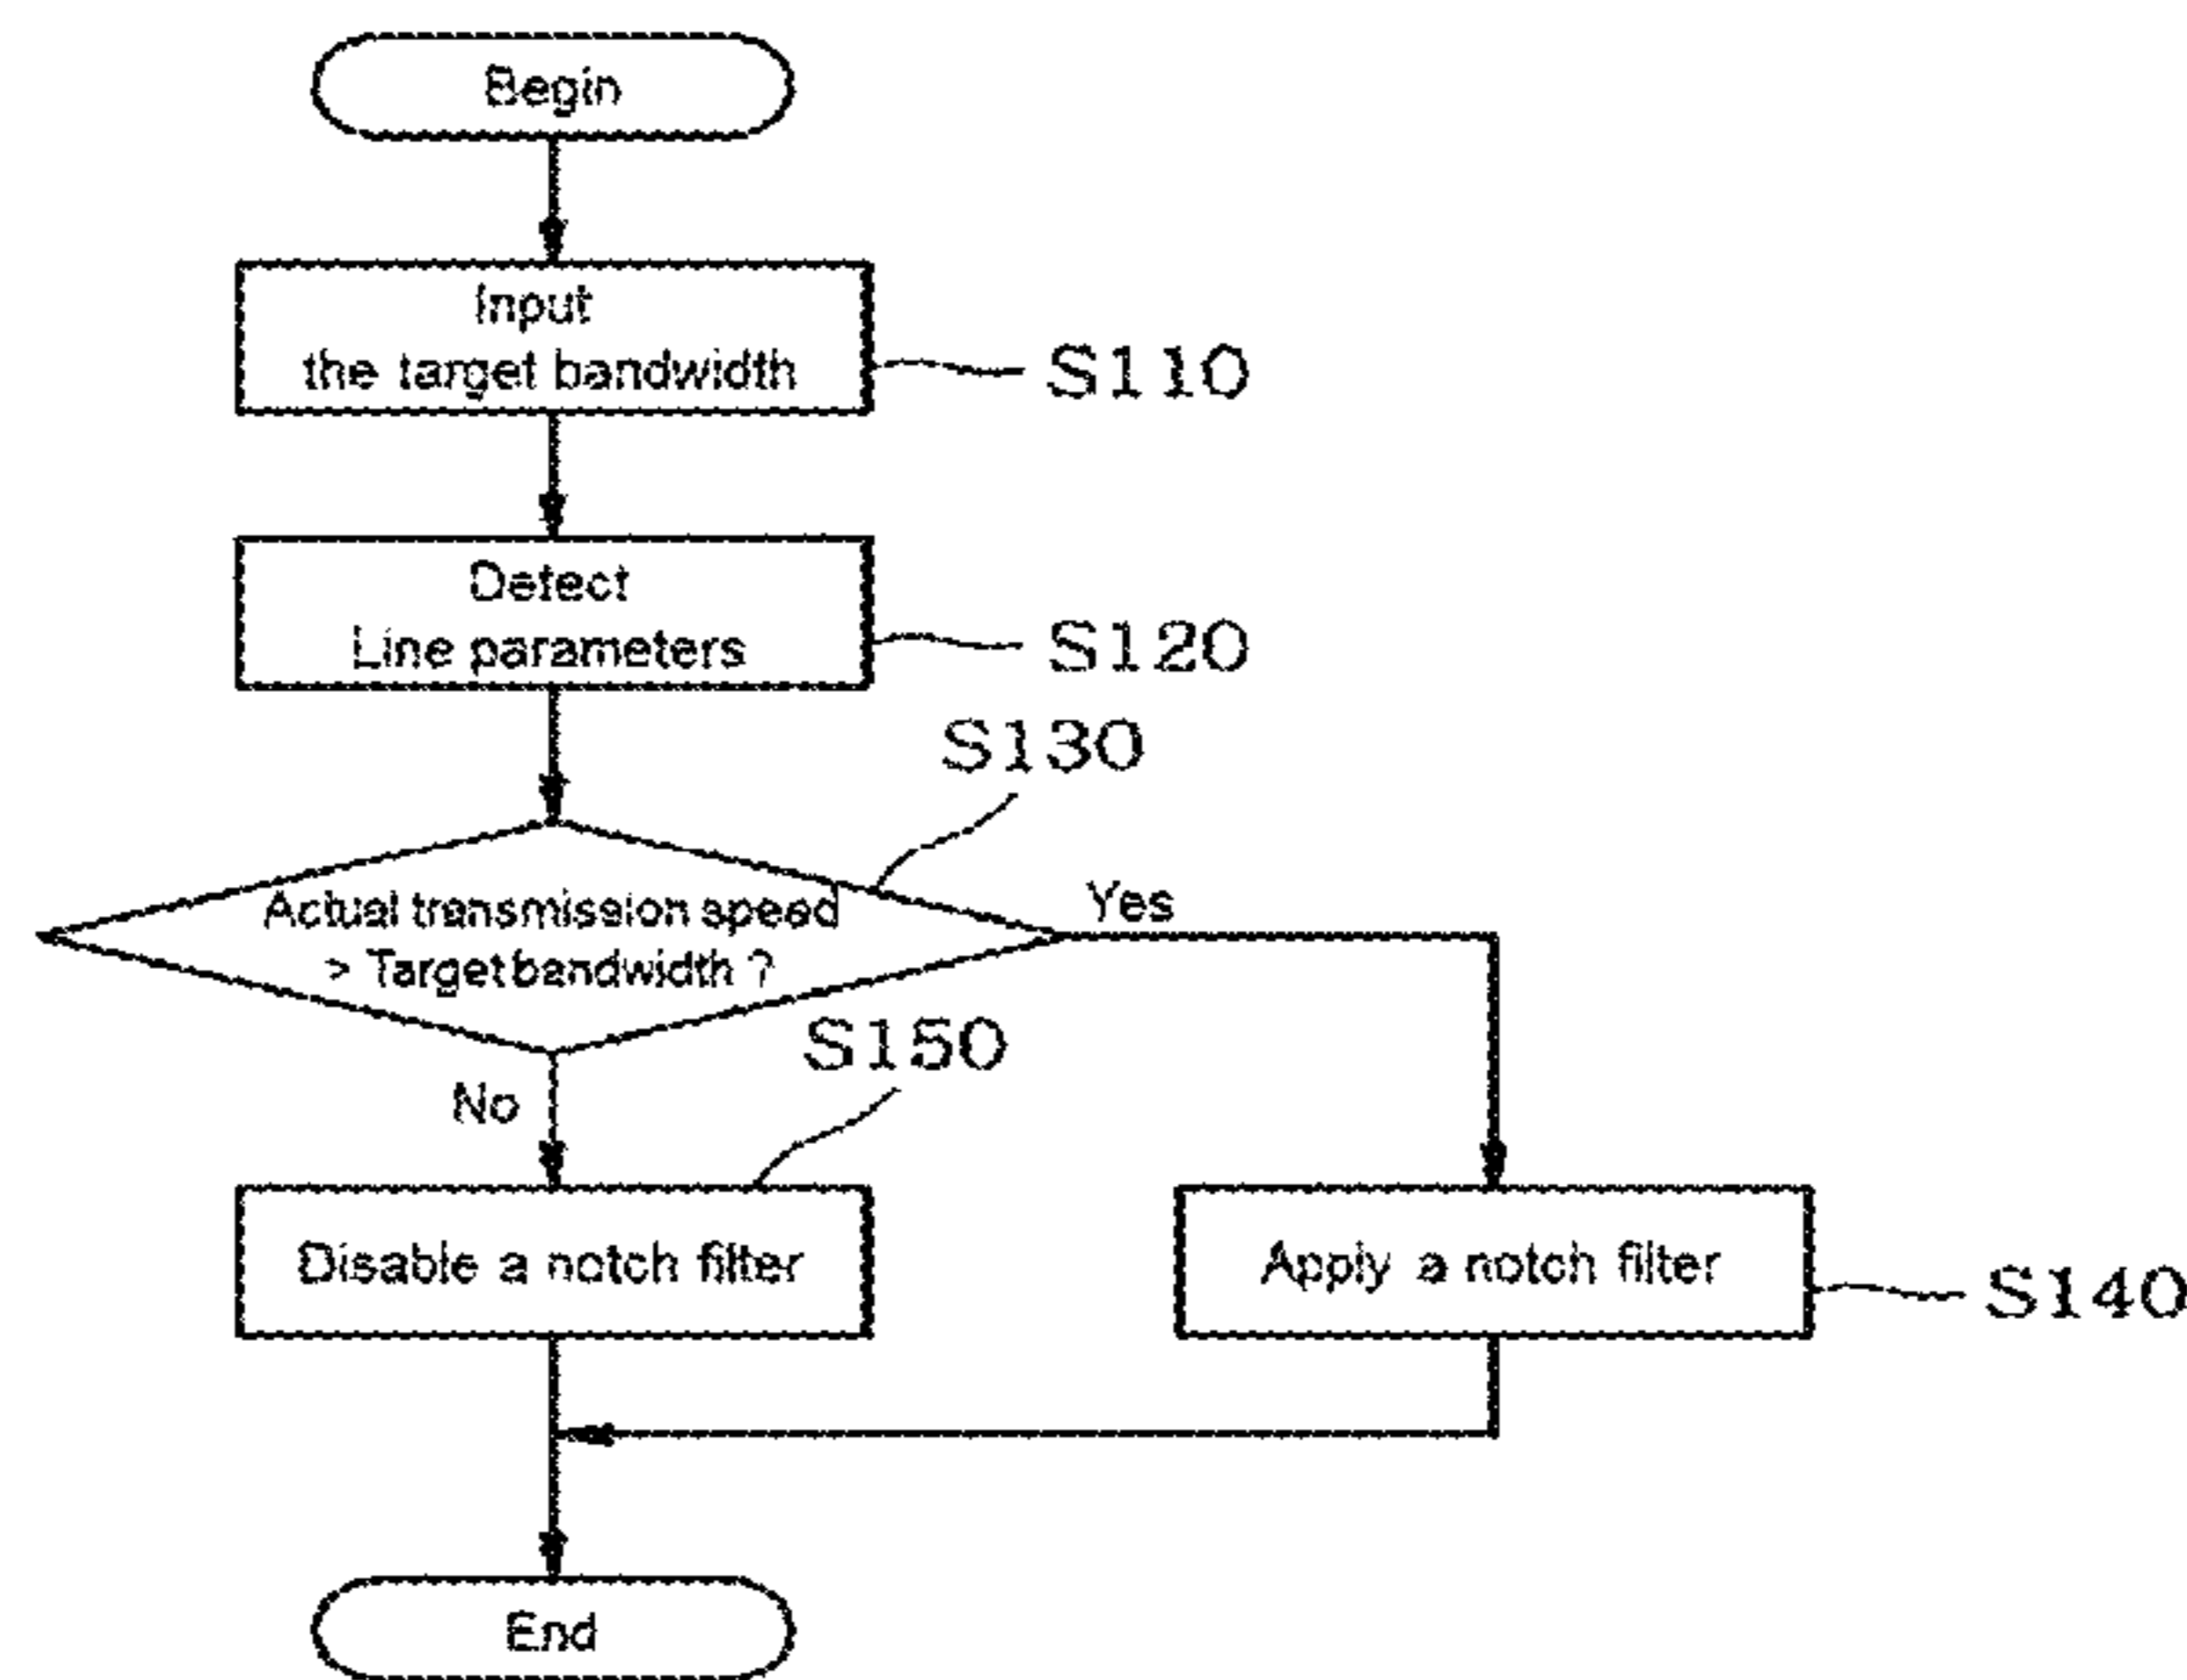 Begin
Input
the target bandwidth
S110
Detect
Line parameters
S120
S130
Actual transmission speed
> Target bandwidth ?
Yes
No
S150
Disable a notch filter
Apply a notch filter
S140
End